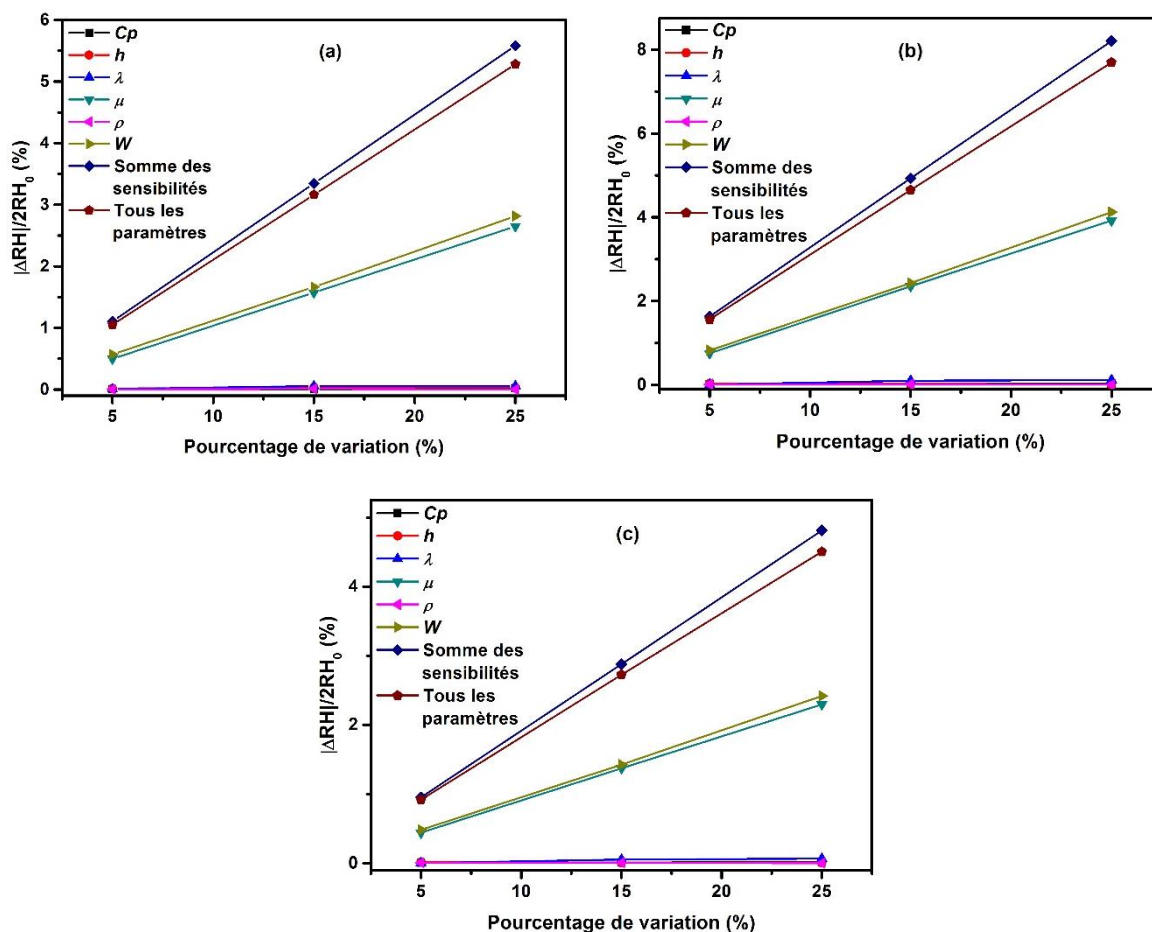 (a)
Cp
h
λ
μ
ρ
W
Somme des
sensibilités
Tous les
paramètres
|ΔRH|/2RH₀ (%)
6
5
4
3
2
1
0
5
10
15
20
25
Pourcentage de variation (%)
(b)
Cp
h
λ
μ
ρ
W
Somme des
sensibilités
Tous les
paramètres
|ΔRH|/2RH₀ (%)
8
6
4
2
0
5
10
15
20
25
Pourcentage de variation (%)
(c)
Cp
h
λ
μ
ρ
W
Somme des
sensibilités
Tous les
paramètres
|ΔRH|/2RH₀ (%)
4
2
0
5
10
15
20
25
Pourcentage de variation (%)